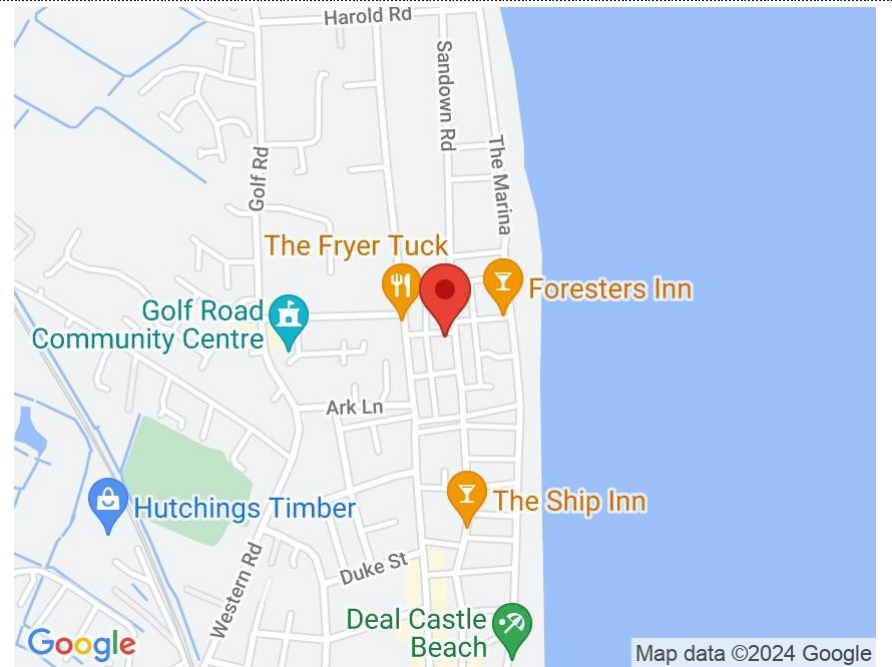 Harold Rd
Sandown Rd
The Marina
Golf Rd
The Fryer Tuck
Foresters Inn
Golf Road
Community Centre
Ark Ln
The Ship Inn
Hutchings Timber
Western Rd
Duke St
Deal Castle
Beach
Google
Map data ©2024 Google